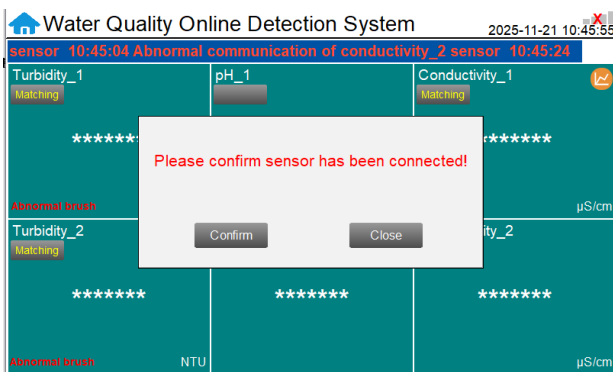 Water Quality Online Detection System
2025-11-21 10:45:55
sensor 10:45:04 Abnormal communication of conductivity_2 sensor 10:45:24
Turbidity_1
Matching
*******
Abnormal brush
pH_1
Conductivity_1
Matching
*******
µS/cm
Please confirm sensor has been connected!
Confirm
Close
Turbidity_2
Matching
*******
Abnormal brush
NTU
*******
ity_2
*******
µS/cm